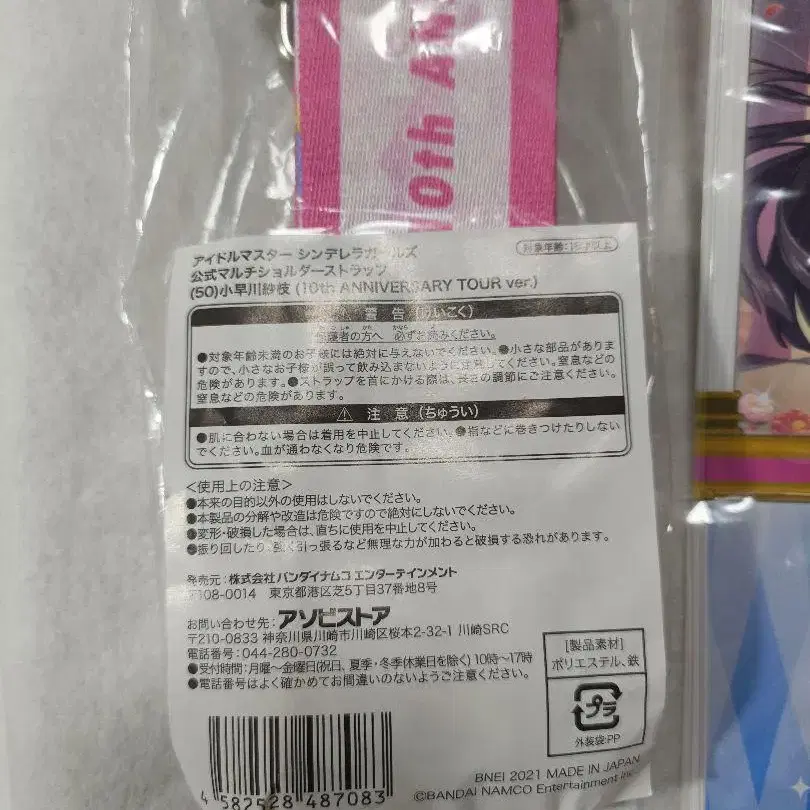 10th AN
アイドルマスター シンデレラガールズ
公式マルチショルダーストラップ
(50)小早川紗枝 (10th ANNIVERSARY TOUR ver.)
対象年齢:15才以上
警 告 (けいこく)
保護者の方へ 必ずお読みください。
●対象年齢未満のお子様には絶対に与えないでください。●小さな部品がありま
すので、小さなお子様が誤って飲み込まないように注意してください。窒息などの
危険があります。●ストラップを首にかける際は、長さの調節にご注意ください。
窒息などの危険があります。
⚠ 注 意 (ちゅうい)
●肌に合わない場合は着用を中止してください。●指などに巻きつけたりしない
でください。血が通わなくなり危険です。
<使用上の注意>
●本来の目的以外の使用はしないでください。
●本製品の分解や改造は危険ですので絶対にしないでください。
●変形・破損した場合は、直ちに使用を中止してください。
●振り回したり、強く引っ張るなど無理な力が加わると破損する恐れがあります。
発売元:株式会社バンダイナムコエンターテインメント
〒108-0014 東京都港区芝5丁目37番8号
お問い合わせ先:アソビストア
〒210-0833 神奈川県川崎市川崎区桜本2-32-1 川崎SRC
電話番号:044-280-0732
●受付時間:月曜~金曜日(祝日、夏季・冬季休業日を除く) 10時~17時
●電話番号はよく確かめてお間違いのないようご注意ください。
[製品素材]
ポリエステル、鉄
プラ
外装袋:PP
4 582528 487083
BNEI 2021 MADE IN JAPAN
©BANDAI NAMCO Entertainment Inc.